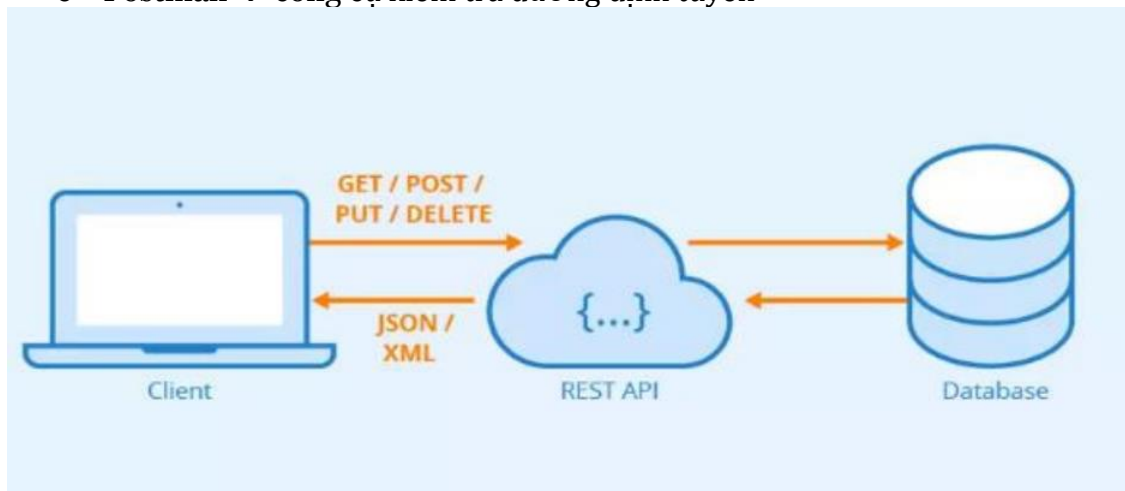 GET / POST /
PUT / DELETE
{...}
JSON /
XML
Client
REST API
Database